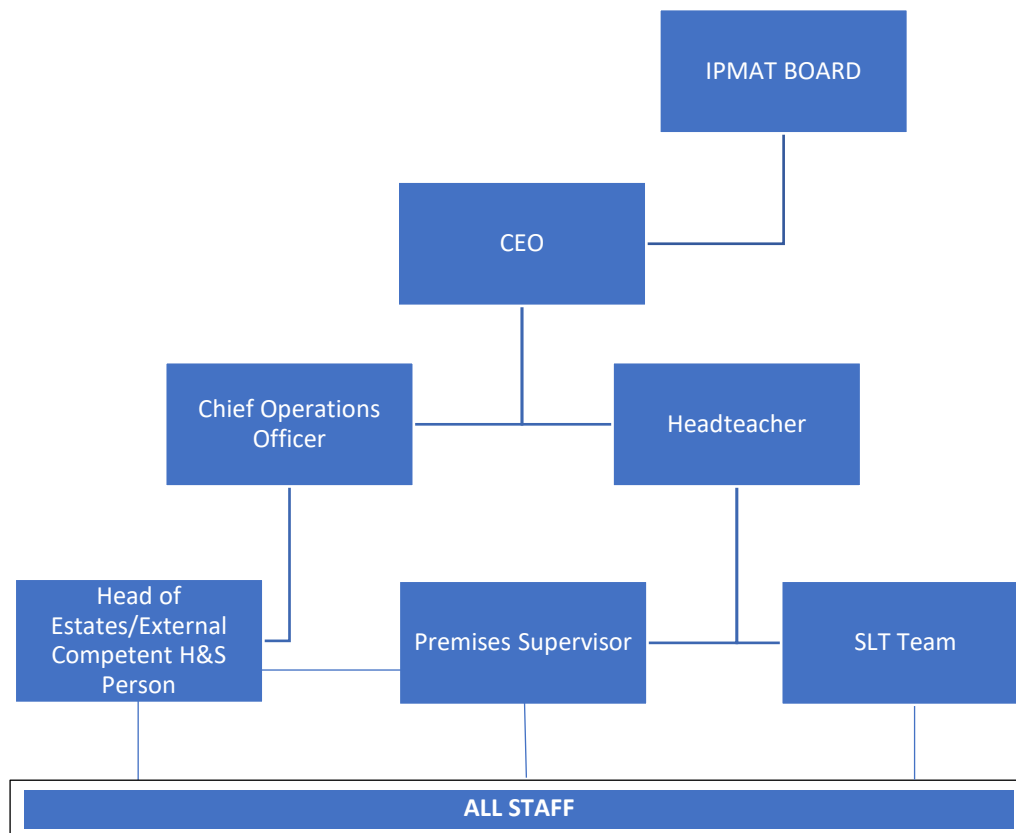 IPMAT BOARD
CEO
Chief Operations
Officer
Headteacher
Head of
Estates/External
Competent H&S
Person
Premises Supervisor
SLT Team
ALL STAFF